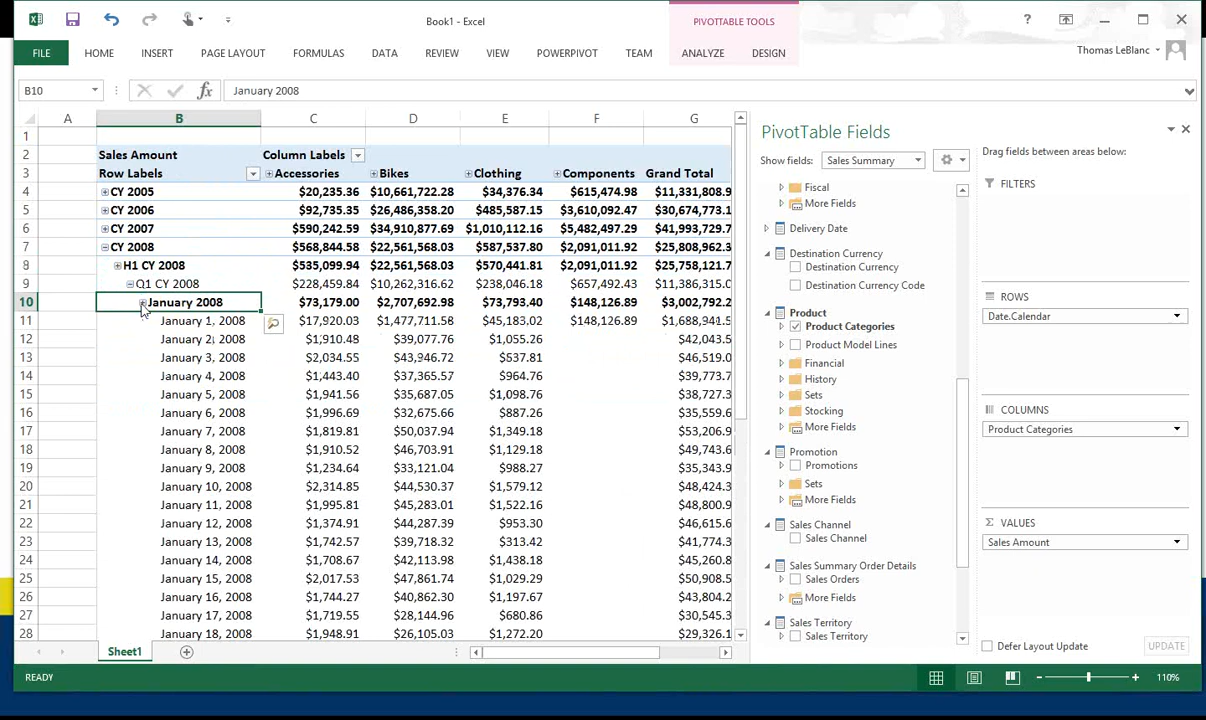 Book1 - Excel
PIVOTTABLE TOOLS
?
FILE HOME INSERT PAGE LAYOUT FORMULAS DATA REVIEW VIEW POWERPIVOT TEAM ANALYZE DESIGN Thomas LeBlanc
B10 fx January 2008
A B C D E F G
1
2 Sales Amount Column Labels
3 Row Labels Accessories Bikes Clothing Components Grand Total
4 CY 2005 $20,235.36 $10,661,722.28 $34,376.34 $615,474.98 $11,331,808.9
5 CY 2006 $92,735.35 $26,486,358.20 $485,587.15 $3,610,092.47 $30,674,773.1
6 CY 2007 $590,242.59 $34,910,877.69 $1,010,112.16 $5,482,497.29 $41,993,729.7
7 CY 2008 $568,844.58 $22,561,568.03 $587,537.80 $2,091,011.92 $25,808,962.3
8 H1 CY 2008 $535,099.94 $22,561,568.03 $570,441.81 $2,091,011.92 $25,758,121.7
9 Q1 CY 2008 $228,459.84 $10,262,316.62 $238,046.18 $657,492.43 $11,386,315.0
10 January 2008 $73,179.00 $2,707,692.98 $73,793.40 $148,126.89 $3,002,792.2
11 January 1, 2008 $17,920.03 $1,477,711.58 $45,183.02 $148,126.89 $1,688,941.5
12 January 2, 2008 $1,910.48 $39,077.76 $1,055.26 $42,043.5
13 January 3, 2008 $2,034.55 $43,946.72 $537.81 $46,519.0
14 January 4, 2008 $1,443.40 $37,365.57 $964.76 $39,773.7
15 January 5, 2008 $1,941.56 $35,687.05 $1,098.76 $38,727.3
16 January 6, 2008 $1,996.69 $32,675.66 $887.26 $35,559.6
17 January 7, 2008 $1,819.81 $50,037.94 $1,349.18 $53,206.9
18 January 8, 2008 $1,910.52 $46,703.91 $1,129.18 $49,743.6
19 January 9, 2008 $1,234.64 $33,121.04 $988.27 $35,343.9
20 January 10, 2008 $2,314.85 $44,530.37 $1,579.12 $48,424.3
21 January 11, 2008 $1,995.81 $45,283.01 $1,522.16 $48,800.9
22 January 12, 2008 $1,374.91 $44,287.39 $953.30 $46,615.6
23 January 13, 2008 $1,742.57 $39,718.32 $313.42 $41,774.3
24 January 14, 2008 $1,708.67 $42,113.98 $1,438.18 $45,260.8
25 January 15, 2008 $2,017.53 $47,861.74 $1,029.29 $50,908.5
26 January 16, 2008 $1,744.27 $40,862.30 $1,197.67 $43,804.2
27 January 17, 2008 $1,719.55 $28,144.96 $680.86 $30,545.3
28 January 18, 2008 $1,948.91 $26,105.03 $1,272.20 $29,326.1
Sheet1
READY
110%
PivotTable Fields
Show fields: Sales Summary
Fiscal
More Fields
Delivery Date
Destination Currency
Destination Currency
Destination Currency Code
Product
Product Categories
Product Model Lines
Financial
History
Sets
Stocking
More Fields
Promotion
Promotions
Sets
More Fields
Sales Channel
Sales Channel
Sales Summary Order Details
Sales Orders
More Fields
Sales Territory
Sales Territory
Drag fields between areas below:
FILTERS
ROWS
Date.Calendar
COLUMNS
Product Categories
Σ VALUES
Sales Amount
Defer Layout Update UPDATE